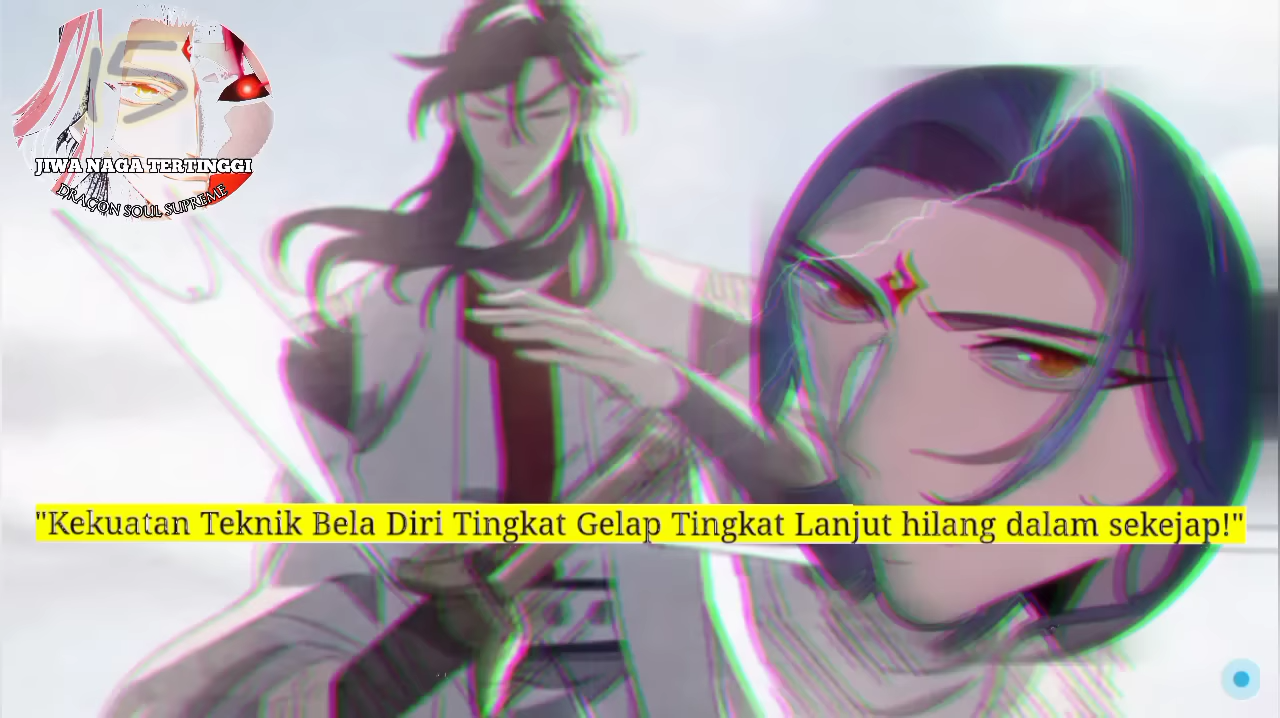 15
JIWA NAGA TERTINGGI
DRAGON SOUL SUPREME
"Kekuatan Teknik Bela Diri Tingkat Gelap Tingkat Lanjut hilang dalam sekejap!"